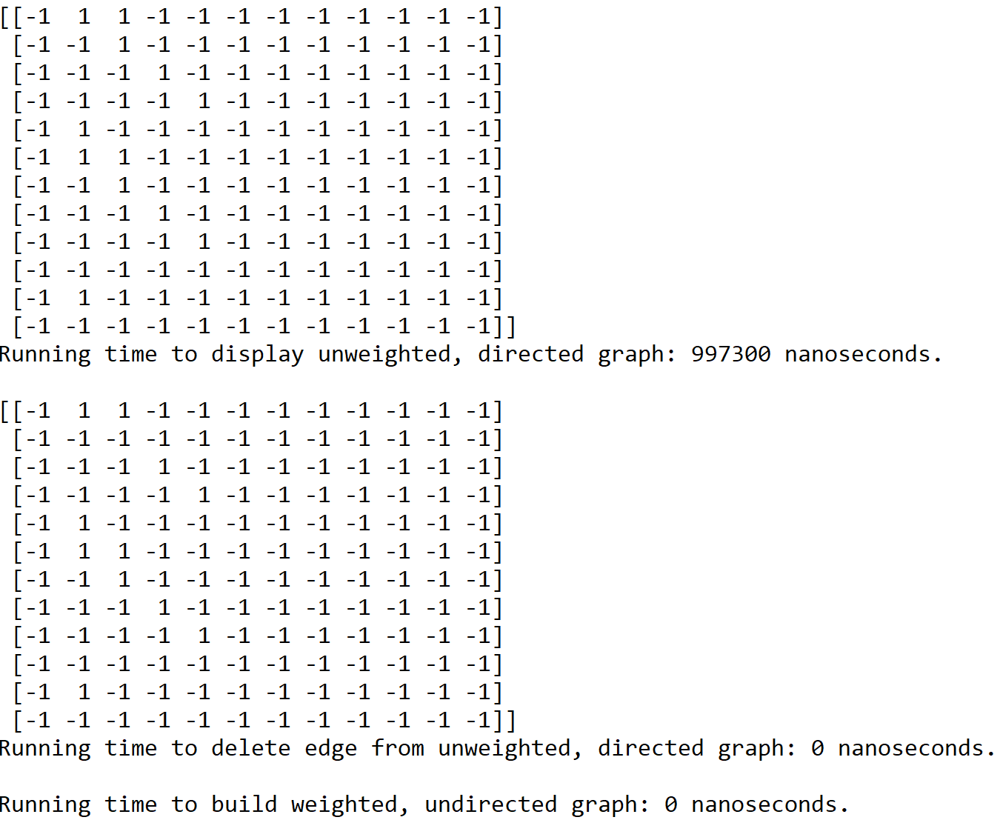 [[-1  1  1 -1 -1 -1 -1 -1 -1 -1 -1 -1]
 [-1 -1  1 -1 -1 -1 -1 -1 -1 -1 -1 -1]
 [-1 -1 -1  1 -1 -1 -1 -1 -1 -1 -1 -1]
 [-1 -1 -1 -1  1 -1 -1 -1 -1 -1 -1 -1]
 [-1  1 -1 -1 -1 -1 -1 -1 -1 -1 -1 -1]
 [-1  1  1 -1 -1 -1 -1 -1 -1 -1 -1 -1]
 [-1 -1  1 -1 -1 -1 -1 -1 -1 -1 -1 -1]
 [-1 -1 -1  1 -1 -1 -1 -1 -1 -1 -1 -1]
 [-1 -1 -1 -1  1 -1 -1 -1 -1 -1 -1 -1]
 [-1 -1 -1 -1 -1 -1 -1 -1 -1 -1 -1 -1]
 [-1  1 -1 -1 -1 -1 -1 -1 -1 -1 -1 -1]
 [-1 -1 -1 -1 -1 -1 -1 -1 -1 -1 -1 -1]]
Running time to display unweighted, directed graph: 997300 nanoseconds.

[[-1  1  1 -1 -1 -1 -1 -1 -1 -1 -1 -1]
 [-1 -1 -1 -1 -1 -1 -1 -1 -1 -1 -1 -1]
 [-1 -1 -1  1 -1 -1 -1 -1 -1 -1 -1 -1]
 [-1 -1 -1 -1  1 -1 -1 -1 -1 -1 -1 -1]
 [-1  1 -1 -1 -1 -1 -1 -1 -1 -1 -1 -1]
 [-1  1  1 -1 -1 -1 -1 -1 -1 -1 -1 -1]
 [-1 -1  1 -1 -1 -1 -1 -1 -1 -1 -1 -1]
 [-1 -1 -1  1 -1 -1 -1 -1 -1 -1 -1 -1]
 [-1 -1 -1 -1  1 -1 -1 -1 -1 -1 -1 -1]
 [-1 -1 -1 -1 -1 -1 -1 -1 -1 -1 -1 -1]
 [-1  1 -1 -1 -1 -1 -1 -1 -1 -1 -1 -1]
 [-1 -1 -1 -1 -1 -1 -1 -1 -1 -1 -1 -1]]
Running time to delete edge from unweighted, directed graph: 0 nanoseconds.

Running time to build weighted, undirected graph: 0 nanoseconds.